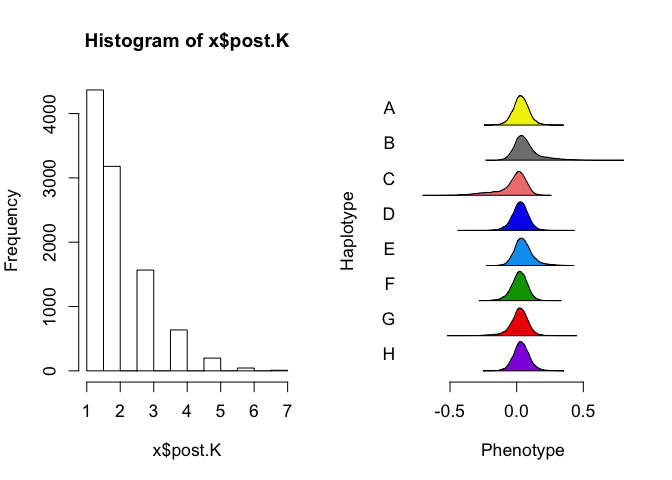 Histogram of x$post.K
Frequency
0
1000
2000
3000
4000
1 2 3 4 5 6 7
x$post.K
Haplotype
A
B
C
D
E
F
G
H
-0.5 0.0 0.5
Phenotype